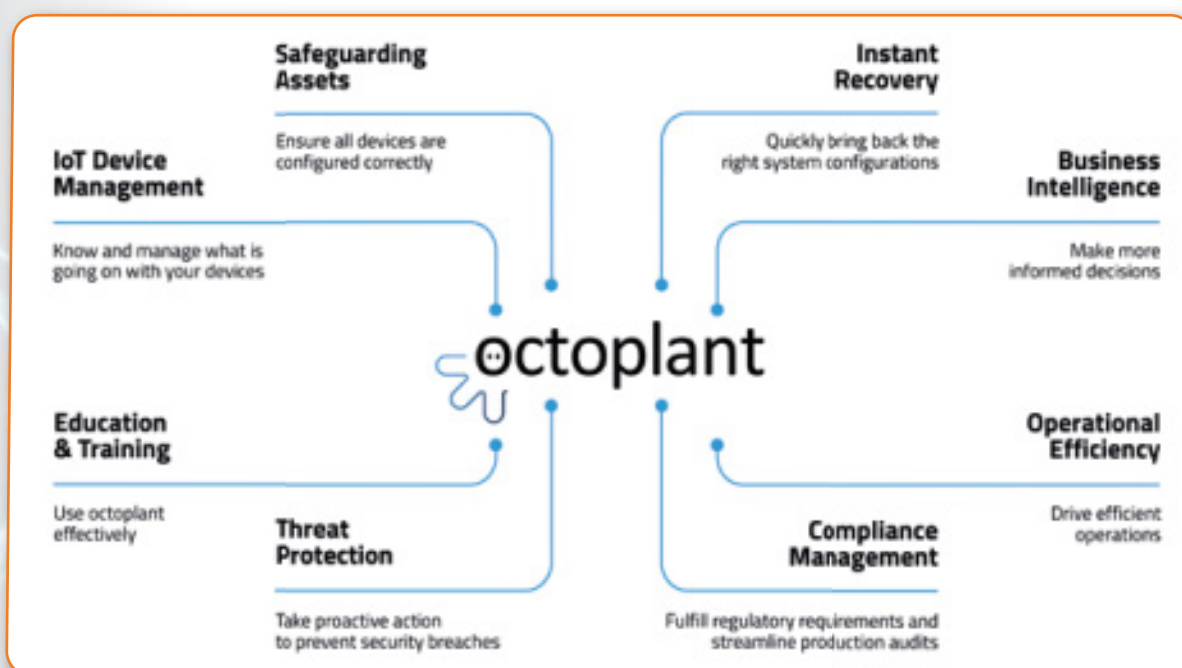 Safeguarding
Assets
Ensure all devices are
configured correctly
Instant
Recovery
Quickly bring back the
right system configurations
IoT Device
Management
Know and manage what is
going on with your devices
Business
Intelligence
Make more
informed decisions
octoplant
Education
& Training
Use octoplant
effectively
Operational
Efficiency
Drive efficient
operations
Threat
Protection
Take proactive action
to prevent security breaches
Compliance
Management
Fulfill regulatory requirements and
streamline production audits